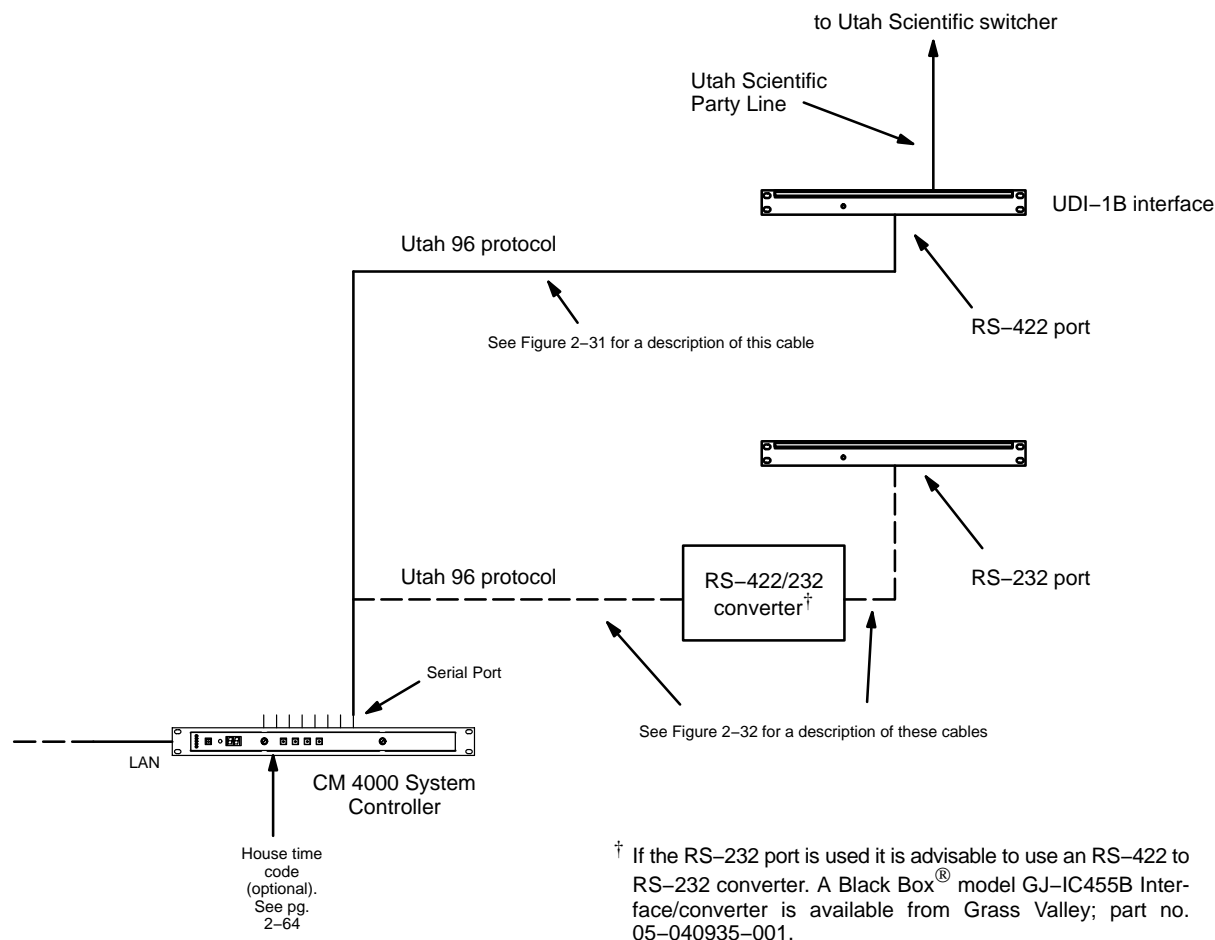 to Utah Scientific switcher
Utah Scientific
Party Line
UDI−1B interface
Utah 96 protocol
RS−422 port
See Figure 2−31 for a description of this cable
Utah 96 protocol
RS−422/232
converter†
RS−232 port
Serial Port
See Figure 2−32 for a description of these cables
LAN
CM 4000 System
Controller
House time
code
(optional).
See pg.
2−64
† If the RS−232 port is used it is advisable to use an RS−422 to
RS−232 converter. A Black Box® model GJ−IC455B Inter-
face/converter is available from Grass Valley; part no.
05−040935−001.